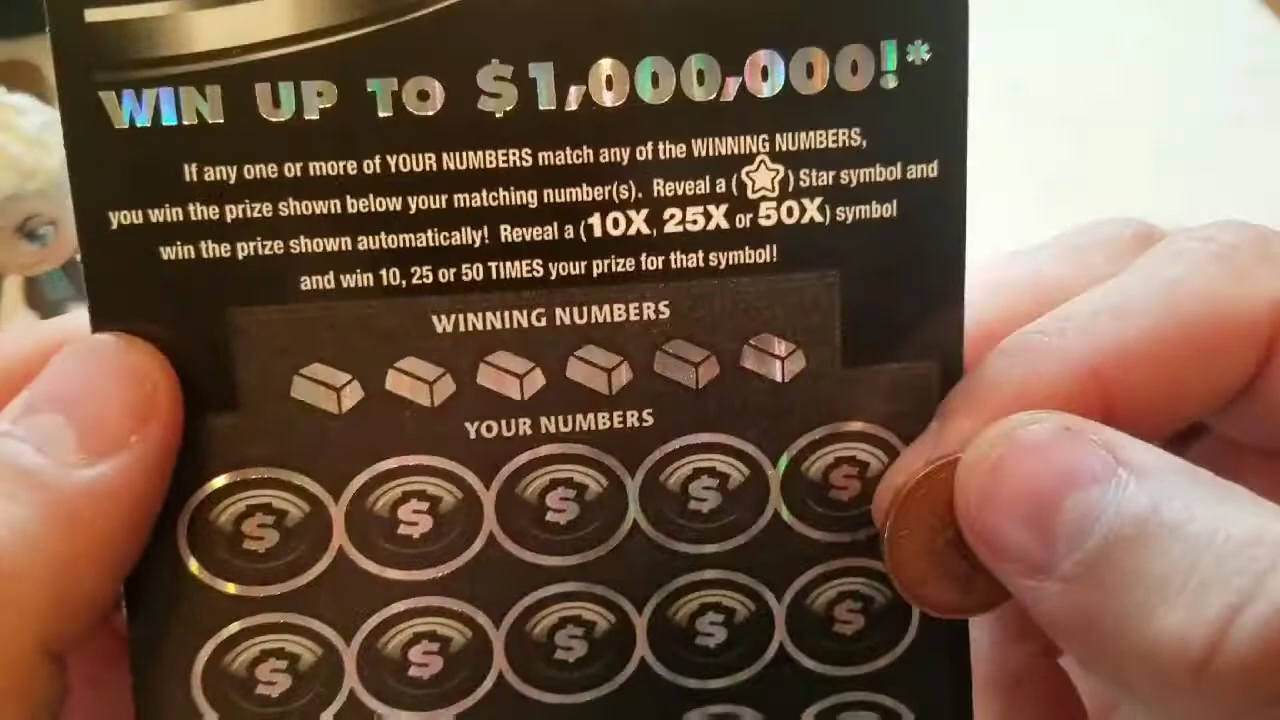 WIN UP TO $1,000,000!*
If any one or more of YOUR NUMBERS match any of the WINNING NUMBERS,
you win the prize shown below your matching number(s). Reveal a ( ) Star symbol and
win the prize shown automatically! Reveal a (10X, 25X or 50X) symbol
and win 10, 25 or 50 TIMES your prize for that symbol!
WINNING NUMBERS
YOUR NUMBERS
$ $ $ $ $
$ $ $ $ $